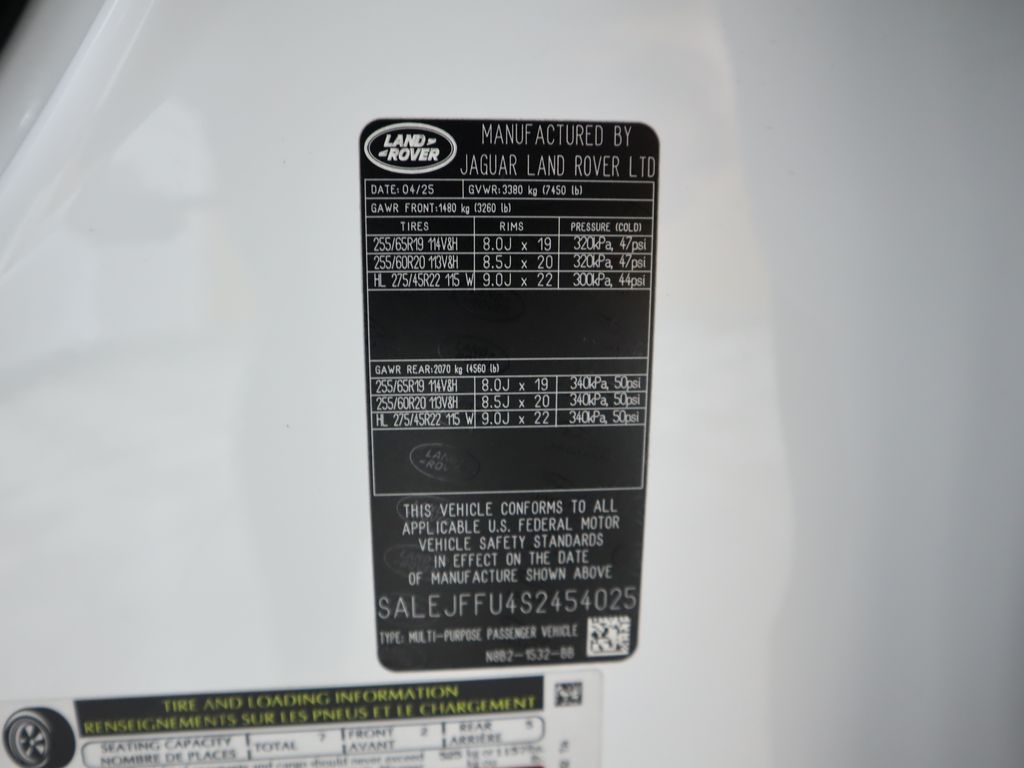 LAND-
-ROVER
MANUFACTURED BY
JAGUAR LAND ROVER LTD
DATE: 04/25 GVWR: 3380 kg (7450 lb)
GAWR FRONT: 1480 kg (3260 lb)
TIRES RIMS PRESSURE (COLD)
255/65R19 114V&H 8.0J x 19 320kPa, 47psi
255/60R20 113V&H 8.5J x 20 320kPa, 47psi
HL 275/45R22 115 W 9.0J x 22 300kPa, 44psi
GAWR REAR: 2070 kg (4560 lb)
255/65R19 114V&H 8.0J x 19 340kPa, 50psi
255/60R20 113V&H 8.5J x 20 340kPa, 50psi
HL 275/45R22 115 W 9.0J x 22 340kPa, 50psi
LAND-
-ROVER
THIS VEHICLE CONFORMS TO ALL
APPLICABLE U.S. FEDERAL MOTOR
VEHICLE SAFETY STANDARDS
IN EFFECT ON THE DATE
OF MANUFACTURE SHOWN ABOVE
SALEJFFU4S2454025
TYPE: MULTI-PURPOSE PASSENGER VEHICLE
N8B2-1532-BB
TIRE AND LOADING INFORMATION
RENSEIGNEMENTS SUR LES PNEUS ET LE CHARGEMENT
SEATING CAPACITY TOTAL 7 FRONT 2 REAR 5
NOMBRE DE PLACES AVANT ARRIÈRE
and cargo should never exceed